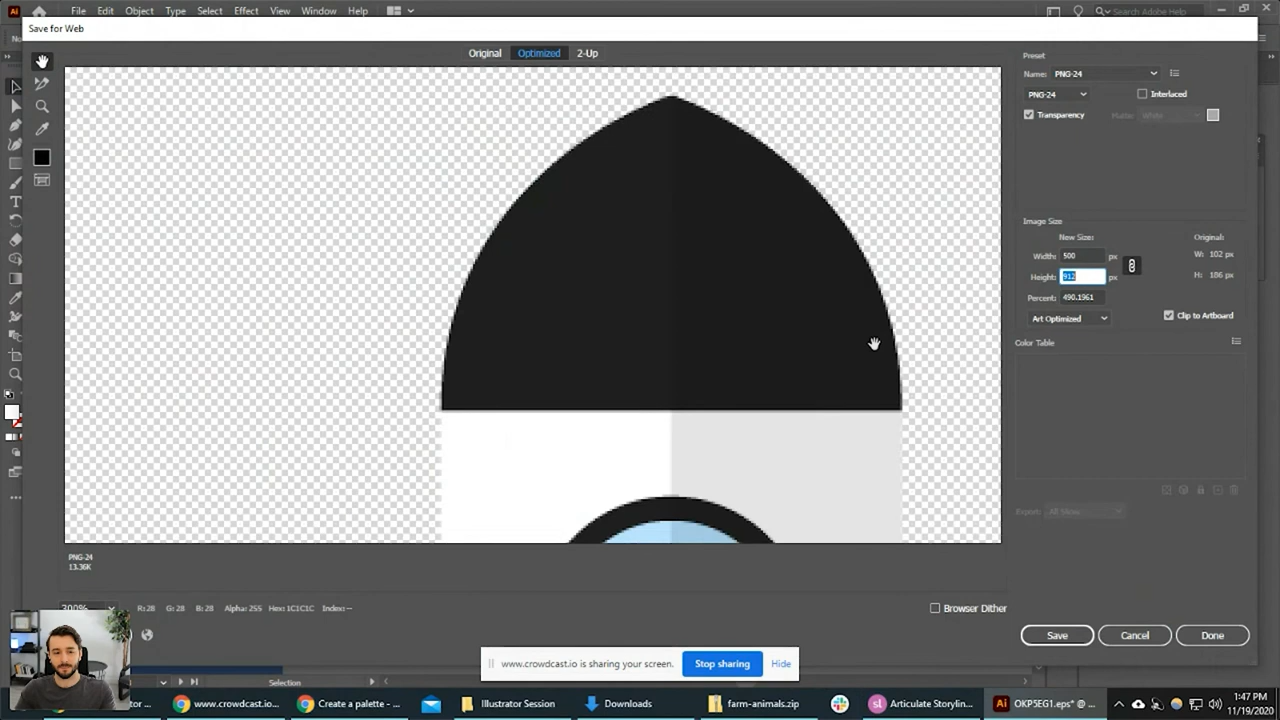 File Edit Object Type Select Effect View Window Help
Search Adobe Help
Save for Web
Original Optimized 2-Up
Preset
Name: PNG-24
PNG-24
Interlaced
Transparency
Matte: White
Image Size
New Size:
Original:
Width: 500 px
W: 102 px
Height: 912 px
H: 186 px
Percent: 490.1961
Art Optimized
Clip to Artboard
Color Table
Export: All Slices
PNG-24
13.36K
300%
R: 28 G: 28 B: 28 Alpha: 255 Hex: 1C1C1C Index: --
Browser Dither
Save Cancel Done
www.crowdcast.io is sharing your screen. Stop sharing Hide
Selection
www.crowdcast.io... Create a palette - ... Illustrator Session Downloads farm-animals.zip Articulate Storylin... OKP5EG1.eps* @ ...
1:47 PM
11/19/2020